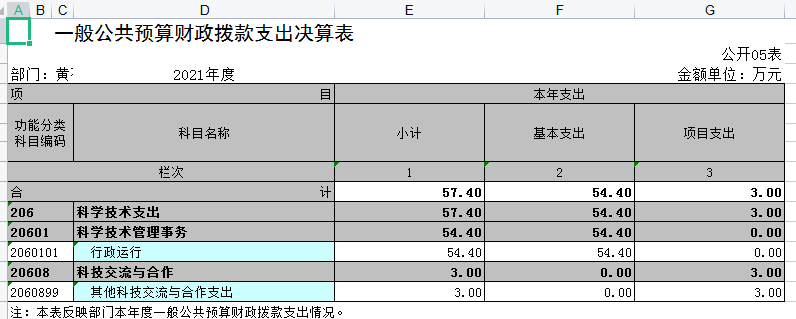 A B C D E F G
一般公共预算财政拨款支出决算表
公开05表
部门：黄 2021年度 金额单位：万元
项 目 本年支出
功能分类科目编码 科目名称 小计 基本支出 项目支出
栏次 1 2 3
合 计 57.40 54.40 3.00
206 科学技术支出 57.40 54.40 3.00
20601 科学技术管理事务 54.40 54.40 0.00
2060101 行政运行 54.40 54.40 0.00
20608 科技交流与合作 3.00 0.00 3.00
2060899 其他科技交流与合作支出 3.00 0.00 3.00
注：本表反映部门本年度一般公共预算财政拨款支出情况。